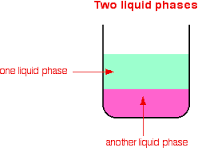 Two liquid phases
one liquid phase
another liquid phase